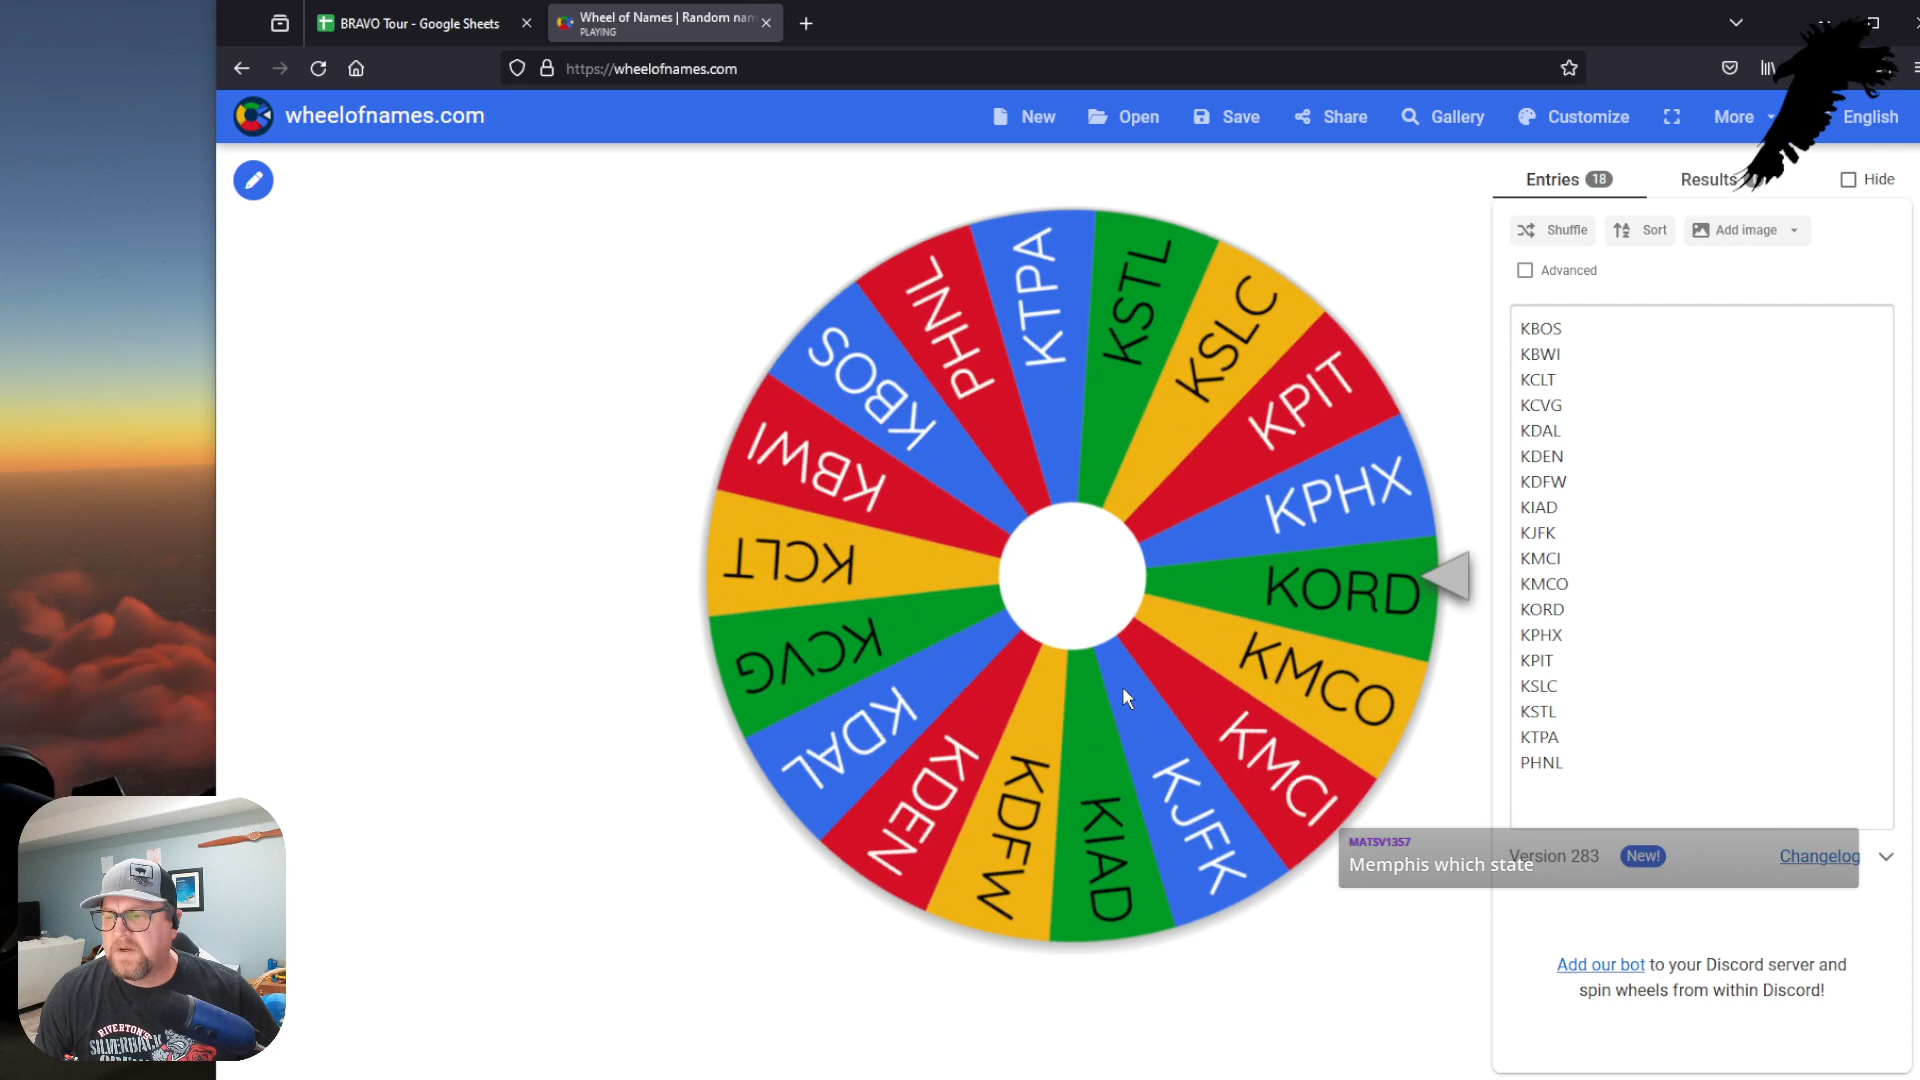 BRAVO Tour - Google Sheets
Wheel of Names | Random nam
PLAYING
https://wheelofnames.com
wheelofnames.com
New
Open
Save
Share
Gallery
Customize
More
English
Entries 18
Results
Hide
Shuffle
Sort
Add image
Advanced
KBOS
KBWI
KCLT
KCVG
KDAL
KDEN
KDFW
KIAD
KJFK
KMCI
KMCO
KORD
KPHX
KPIT
KSLC
KSTL
KTPA
PHNL
KTPA
KSTL
KSLC
KPIT
KPHX
KORD
KMCO
KMCI
KJFK
KIAD
KDFW
KDEN
KDAL
KCVG
KCLT
KBWI
KBOS
PHNL
MATSV1357
Memphis which state
Version 283
New!
Changelog
Add our bot to your Discord server and
spin wheels from within Discord!
RIVERTON'S
SILVERBACK